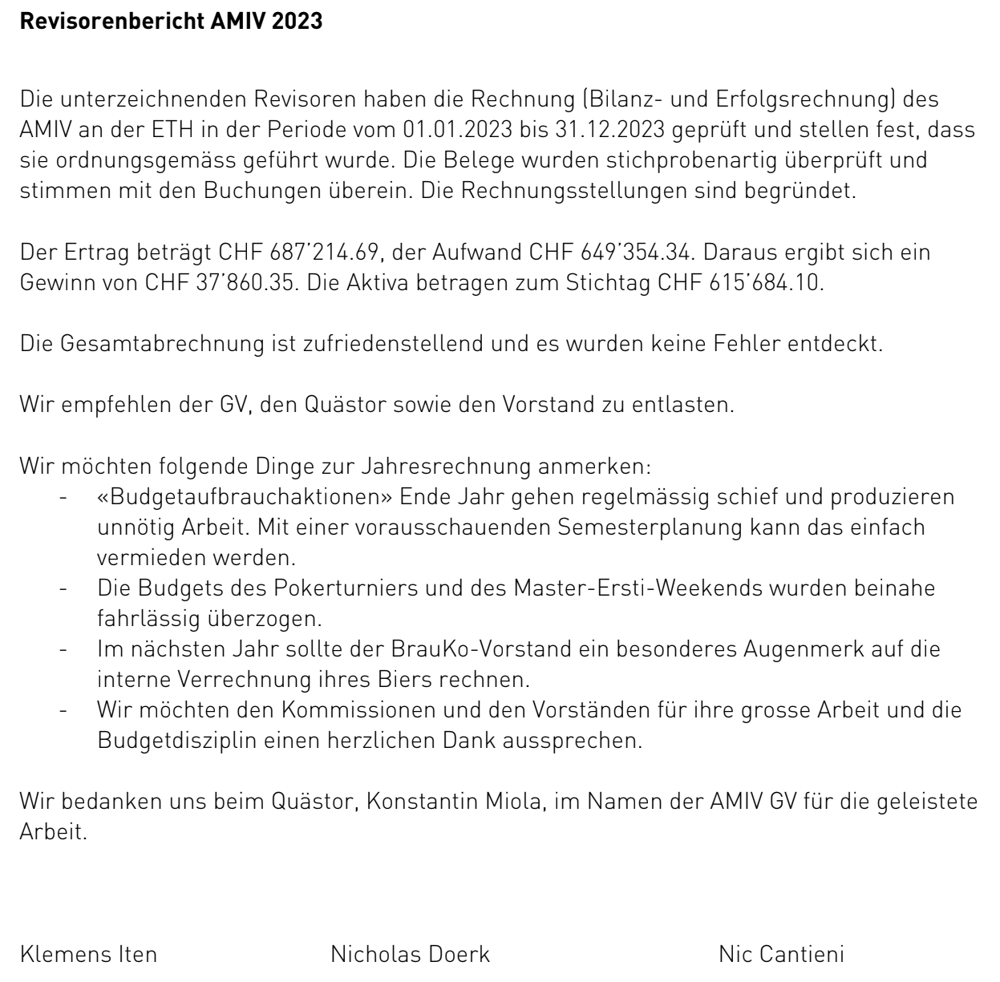 Revisorenbericht AMIV 2023
Die unterzeichnenden Revisoren haben die Rechnung (Bilanz- und Erfolgsrechnung) des
AMIV an der ETH in der Periode vom 01.01.2023 bis 31.12.2023 geprüft und stellen fest, dass
sie ordnungsgemäss geführt wurde. Die Belege wurden stichprobenartig überprüft und
stimmen mit den Buchungen überein. Die Rechnungsstellungen sind begründet.
Der Ertrag beträgt CHF 687’214.69, der Aufwand CHF 649’354.34. Daraus ergibt sich ein
Gewinn von CHF 37’860.35. Die Aktiva betragen zum Stichtag CHF 615’684.10.
Die Gesamtabrechnung ist zufriedenstellend und es wurden keine Fehler entdeckt.
Wir empfehlen der GV, den Quästor sowie den Vorstand zu entlasten.
Wir möchten folgende Dinge zur Jahresrechnung anmerken:
- «Budgetaufbrauchaktionen» Ende Jahr gehen regelmässig schief und produzieren
unnötig Arbeit. Mit einer vorausschauenden Semesterplanung kann das einfach
vermieden werden.
- Die Budgets des Pokerturniers und des Master-Ersti-Weekends wurden beinahe
fahrlässig überzogen.
- Im nächsten Jahr sollte der BrauKo-Vorstand ein besonderes Augenmerk auf die
interne Verrechnung ihres Biers rechnen.
- Wir möchten den Kommissionen und den Vorständen für ihre grosse Arbeit und die
Budgetdisziplin einen herzlichen Dank aussprechen.
Wir bedanken uns beim Quästor, Konstantin Miola, im Namen der AMIV GV für die geleistete
Arbeit.
Klemens Iten Nicholas Doerk Nic Cantieni